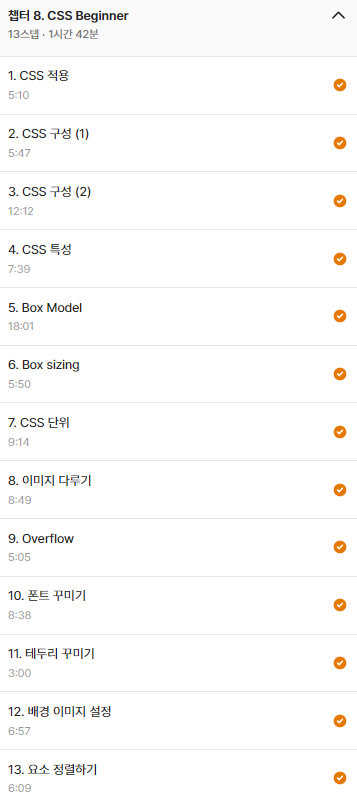 챕터 8. CSS Beginner
13스텝 · 1시간 42분
1. CSS 적용
5:10
2. CSS 구성 (1)
5:47
3. CSS 구성 (2)
12:12
4. CSS 특성
7:39
5. Box Model
18:01
6. Box sizing
5:50
7. CSS 단위
9:14
8. 이미지 다루기
8:49
9. Overflow
5:05
10. 폰트 꾸미기
8:38
11. 테두리 꾸미기
3:00
12. 배경 이미지 설정
6:57
13. 요소 정렬하기
6:09